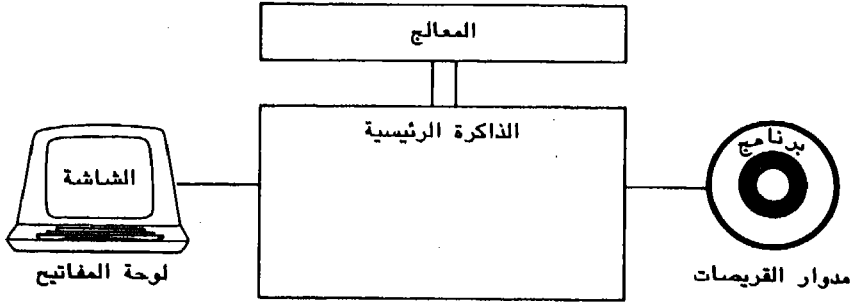 المعالج
الذاكرة الرئيسية
برنامج
الشاشة
لوحة المفاتيح
مدوار القريصات